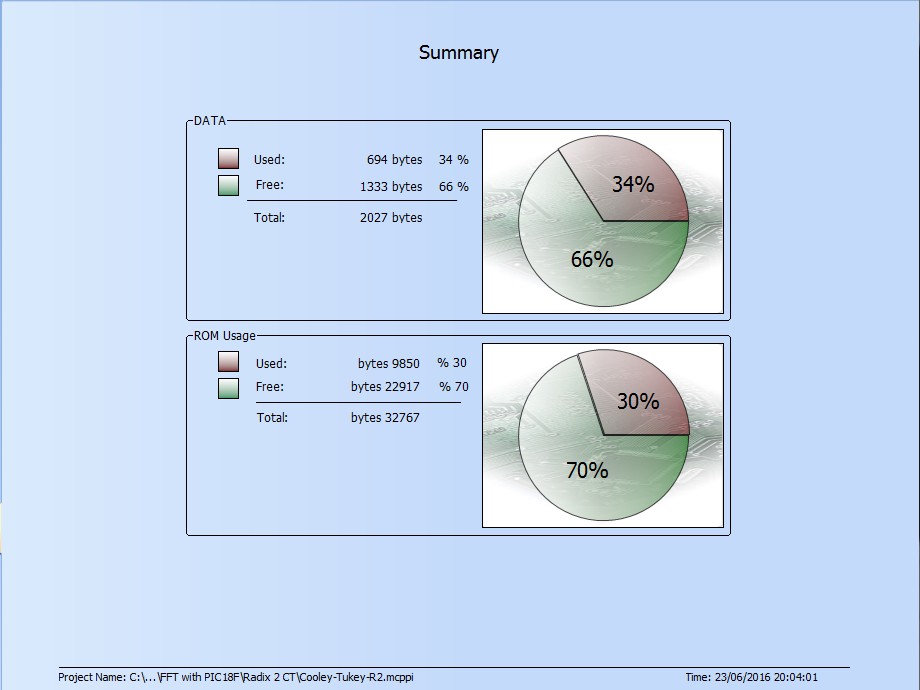 Summary
DATA
Used: 694 bytes 34 %
Free: 1333 bytes 66 %
Total: 2027 bytes
34%
66%
ROM Usage
Used: bytes 9850 % 30
Free: bytes 22917 % 70
Total: bytes 32767
30%
70%
Project Name: C:\...\FFT with PIC18F\Radix 2 CT\Cooley-Tukey-R2.mcppi Time: 23/06/2016 20:04:01